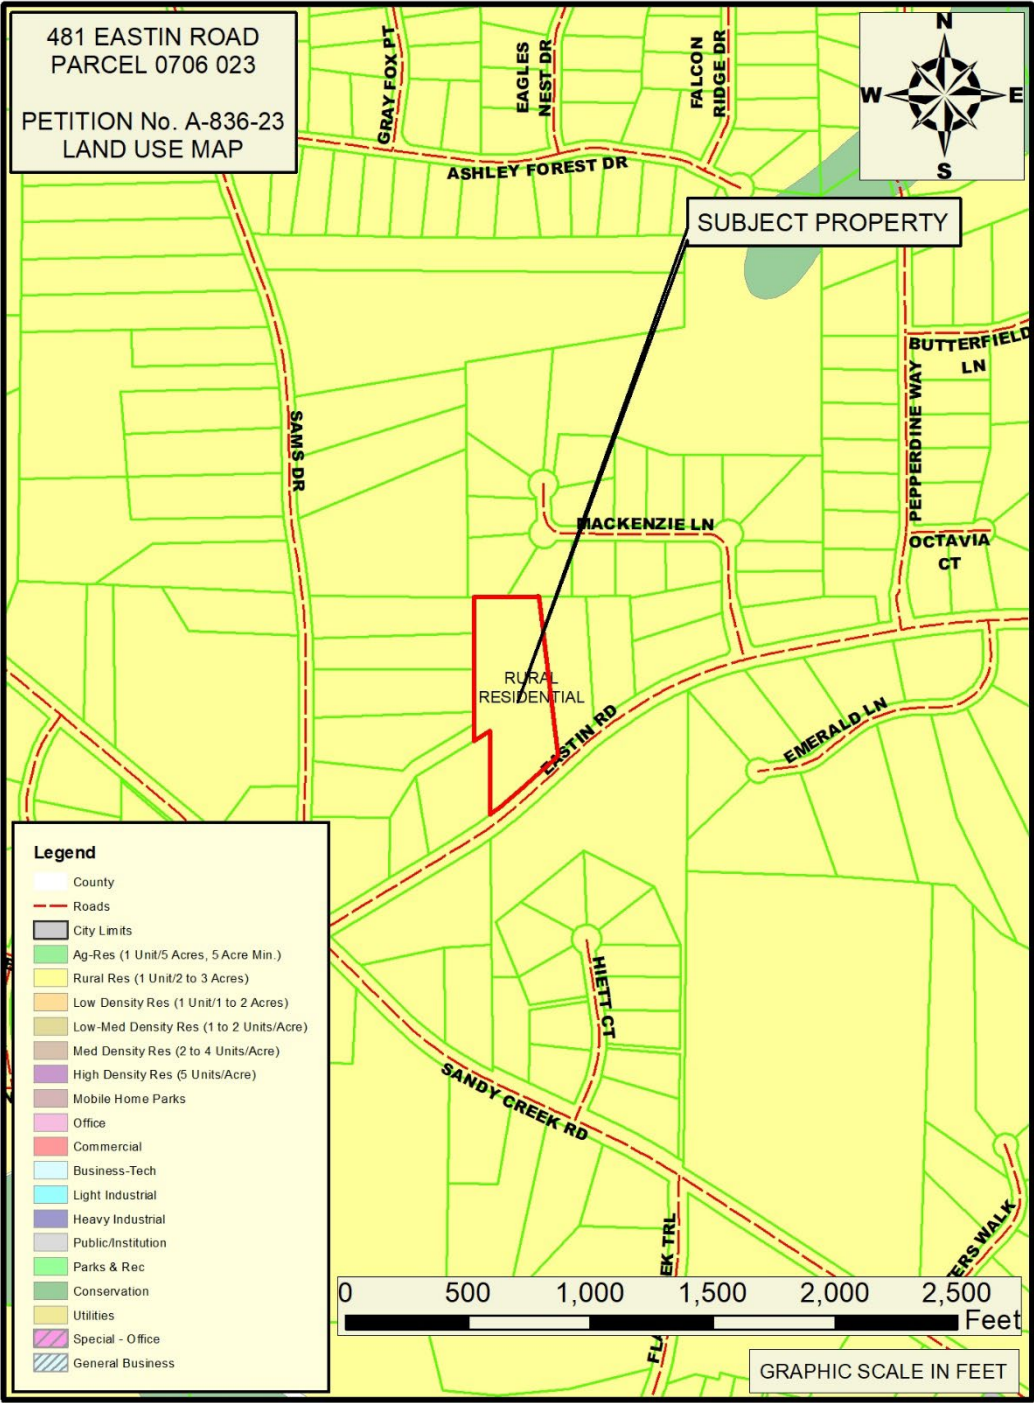 481 EASTIN ROAD
PARCEL 0706 023
PETITION No. A-836-23
LAND USE MAP
GRAY FOX PT
EAGLES
NEST DR
FALCON
RIDGE DR
N
W
E
S
ASHLEY FOREST DR
SUBJECT PROPERTY
BUTTERFIELD
LN
PEPPERDINE WAY
SAMS DR
MACKENZIE LN
OCTAVIA
CT
RURAL
RESIDENTIAL
EASTIN RD
EMERALD LN
HIETT CT
SANDY CREEK RD
EK TRL
FLA
ERS WALK
Legend
County
Roads
City Limits
Ag-Res (1 Unit/5 Acres, 5 Acre Min.)
Rural Res (1 Unit/2 to 3 Acres)
Low Density Res (1 Unit/1 to 2 Acres)
Low-Med Density Res (1 to 2 Units/Acre)
Med Density Res (2 to 4 Units/Acre)
High Density Res (5 Units/Acre)
Mobile Home Parks
Office
Commercial
Business-Tech
Light Industrial
Heavy Industrial
Public/Institution
Parks & Rec
Conservation
Utilities
Special - Office
General Business
0 500 1,000 1,500 2,000 2,500
Feet
GRAPHIC SCALE IN FEET